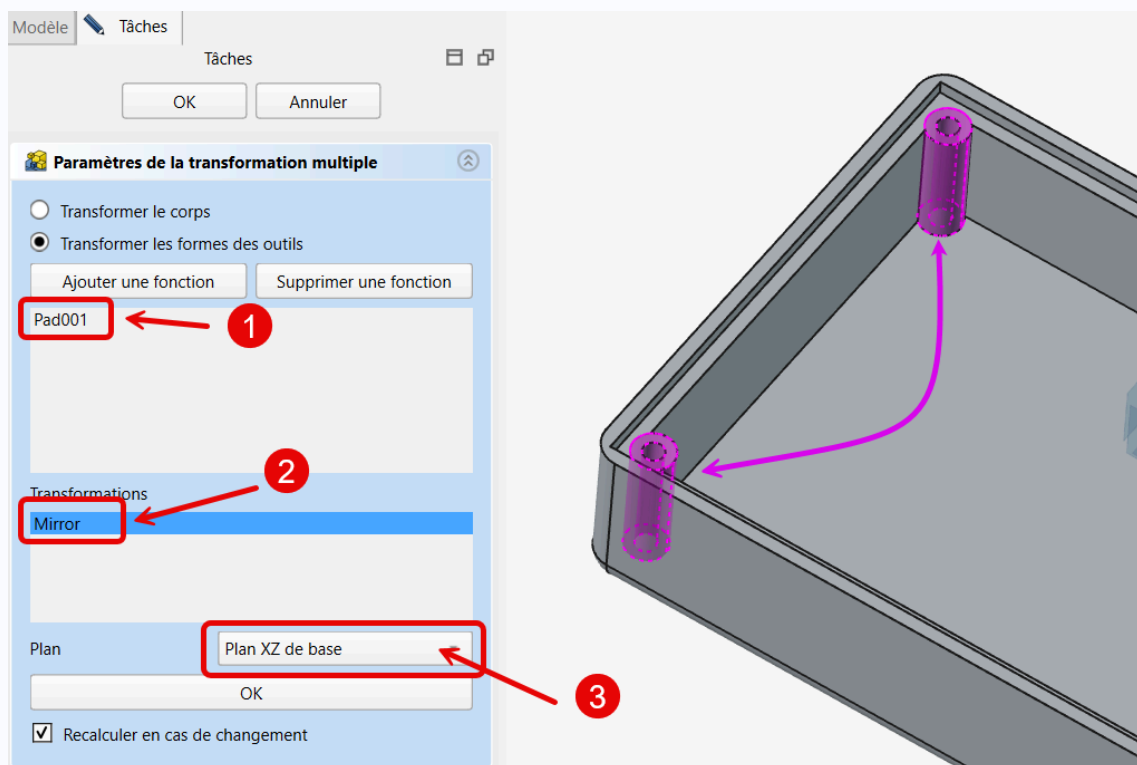 Modèle Tâches
Tâches
OK Annuler
Paramètres de la transformation multiple
Transformer le corps
Transformer les formes des outils
Ajouter une fonction Supprimer une fonction
Pad001
1
2
Transformations
Mirror
Plan Plan XZ de base
OK
3
Recalculer en cas de changement